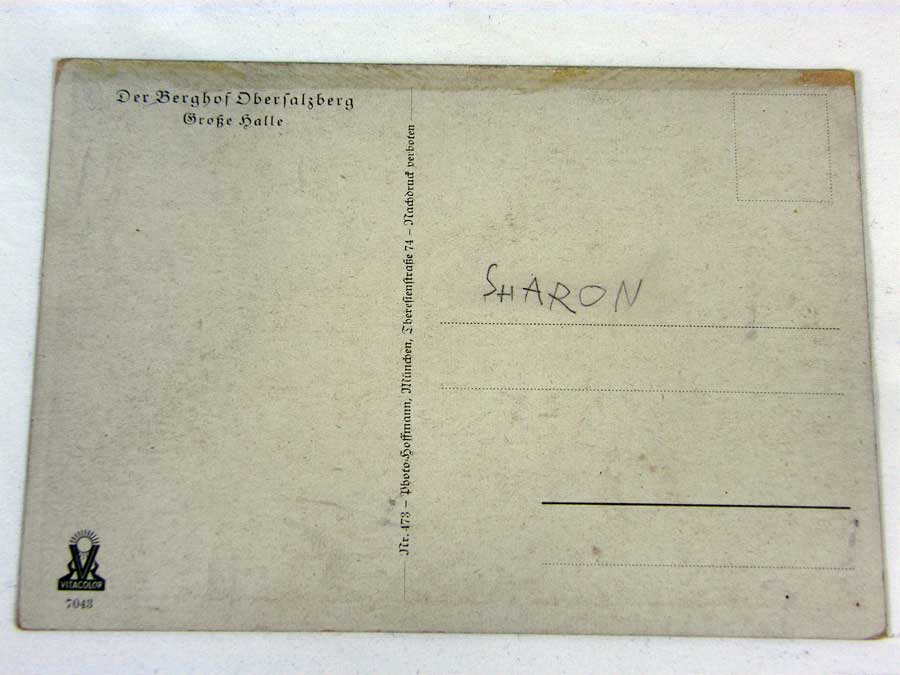 Der Berghof Obersalzberg
Große Halle
Nr. 473 – Photo-Hoffmann, München, Theresienstraße 74 – Nachdruck verboten
SHARON
VITACOLOR
7043